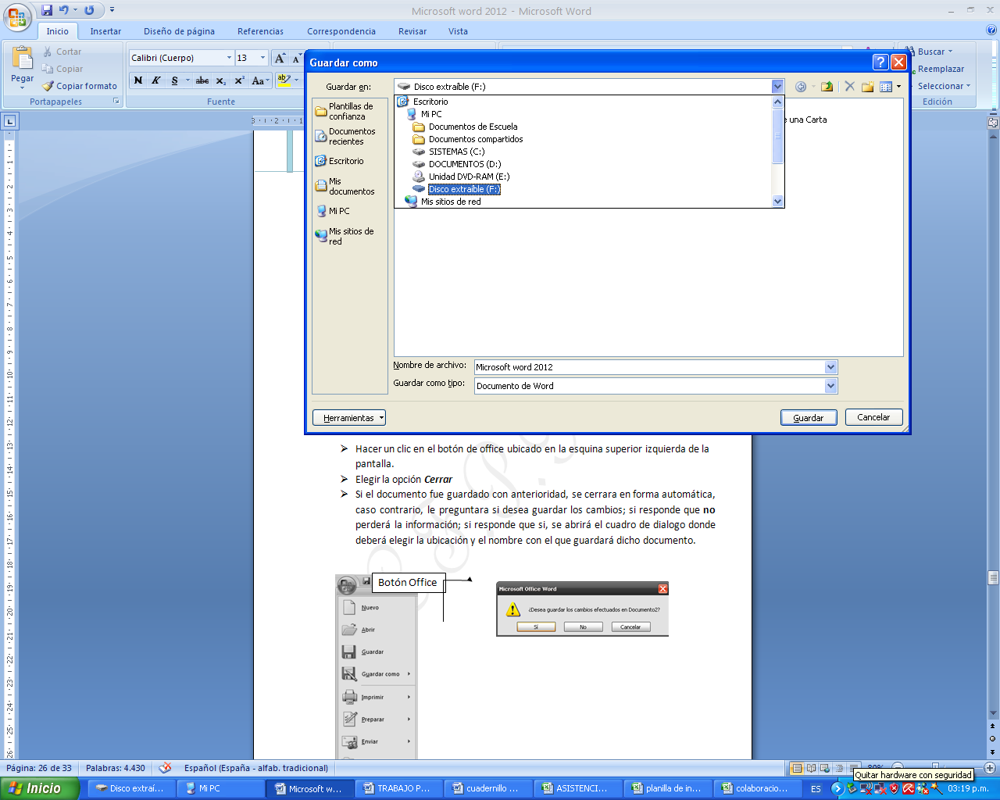 Microsoft word 2012 - Microsoft Word
Inicio
Insertar
Diseño de página
Referencias
Correspondencia
Revisar
Vista
Pegar
Cortar
Copiar
Copiar formato
Portapapeles
Calibri (Cuerpo)
13
N K S abc x₂ x² Aa
Fuente
Buscar
Reemplazar
Seleccionar
Edición
Guardar como
Guardar en:
Disco extraíble (F:)
Escritorio
Mi PC
Documentos de Escuela
Documentos compartidos
SISTEMAS (C:)
DOCUMENTOS (D:)
Unidad DVD-RAM (E:)
Disco extraíble (F:)
Mis sitios de red
una Carta
Plantillas de
confianza
Documentos
recientes
Escritorio
Mis
documentos
Mi PC
Mis sitios de
red
Nombre de archivo:
Microsoft word 2012
Guardar como tipo:
Documento de Word
Herramientas
Guardar
Cancelar
Hacer un clic en el botón de office ubicado en la esquina superior izquierda de la
pantalla.
Elegir la opción Cerrar
Si el documento fue guardado con anterioridad, se cerrara en forma automática,
caso contrario, le preguntara si desea guardar los cambios; si responde que no
perderá la información; si responde que si, se abrirá el cuadro de dialogo donde
deberá elegir la ubicación y el nombre con el que guardará dicho documento.
Botón Office
Nuevo
Abrir
Guardar
Guardar como
Imprimir
Preparar
Enviar
Microsoft Office Word
¿Desea guardar los cambios efectuados en Documento2?
Sí
No
Cancelar
Página: 26 de 33
Palabras: 4.430
Español (España - alfab. tradicional)
Quitar hardware con seguridad
Inicio
Disco extraí...
Mi PC
Microsoft w...
TRABAJO P...
cuadernillo ...
ASISTENCI...
planilla de in...
colaboracio...
ES
03:19 p.m.